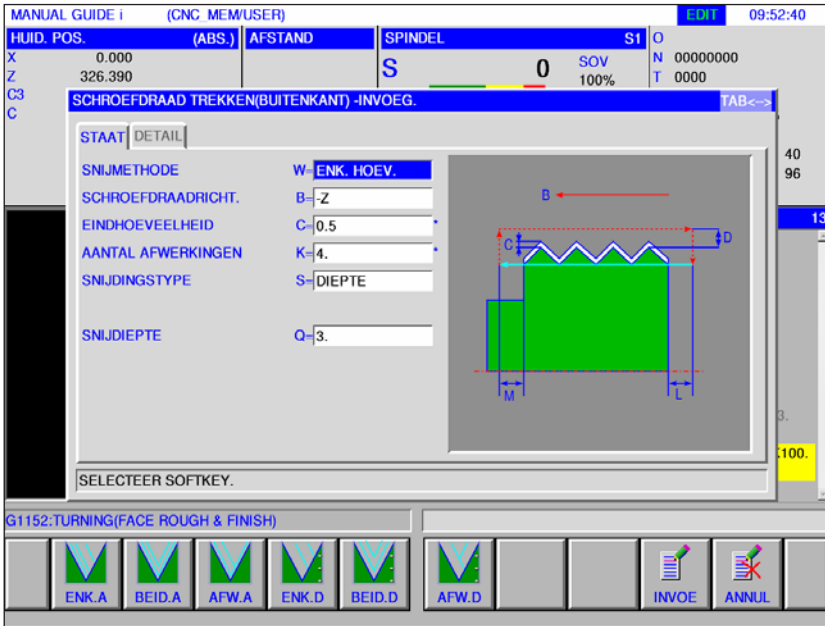 MANUAL GUIDE i (CNC_MEM/USER) EDIT 09:52:40
HUID. POS. (ABS.) AFSTAND SPINDEL S1 O
X 0.000 N 00000000
Z 326.390 S 0 SOV 100% T 0000
C3
C
SCHROEFDRAAD TREKKEN(BUITENKANT) -INVOEG. TAB<-->
STAAT DETAIL
40
96
SNIJMETHODE W= ENK. HOEV.
SCHROEFDRAADRICHT. B= -Z
EINDHOEVEELHEID C= 0.5 *
AANTAL AFWERKINGEN K= 4. *
SNIJDINGSTYPE S= DIEPTE
SNIJDIEPTE Q= 3.
B
C
D
M
L
13
3.
100.
SELECTEER SOFTKEY.
G1152:TURNING(FACE ROUGH & FINISH)
ENK.A BEID.A AFW.A ENK.D BEID.D AFW.D INVOE ANNUL